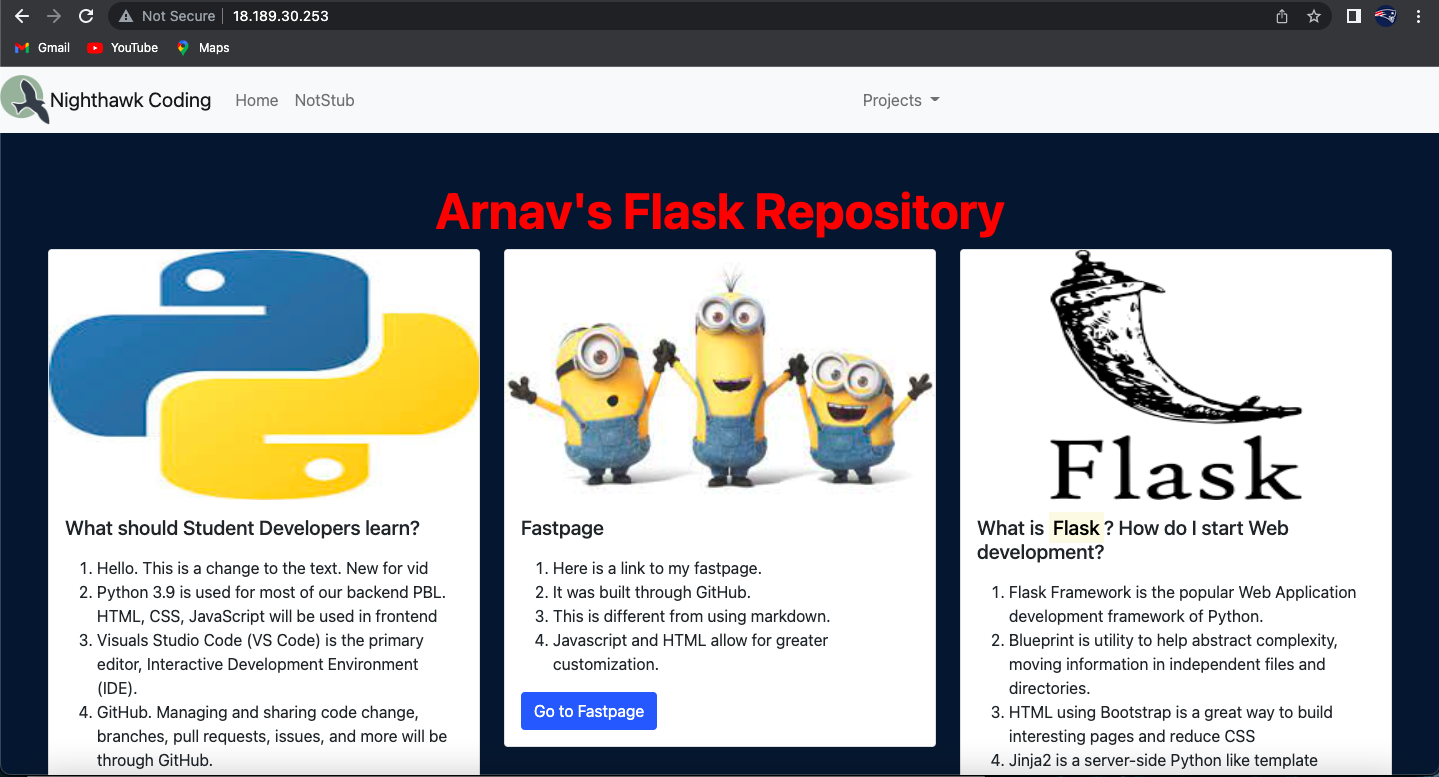 Not Secure 18.189.30.253
Gmail YouTube Maps
Nighthawk Coding Home NotStub Projects
Arnav's Flask Repository
What should Student Developers learn?
1. Hello. This is a change to the text. New for vid
2. Python 3.9 is used for most of our backend PBL.
HTML, CSS, JavaScript will be used in frontend
3. Visuals Studio Code (VS Code) is the primary
editor, Interactive Development Environment
(IDE).
4. GitHub. Managing and sharing code change,
branches, pull requests, issues, and more will be
through GitHub.
Fastpage
1. Here is a link to my fastpage.
2. It was built through GitHub.
3. This is different from using markdown.
4. Javascript and HTML allow for greater
customization.
Go to Fastpage
Flask
What is Flask? How do I start Web
development?
1. Flask Framework is the popular Web Application
development framework of Python.
2. Blueprint is utility to help abstract complexity,
moving information in independent files and
directories.
3. HTML using Bootstrap is a great way to build
interesting pages and reduce CSS
4. Jinja2 is a server-side Python like template